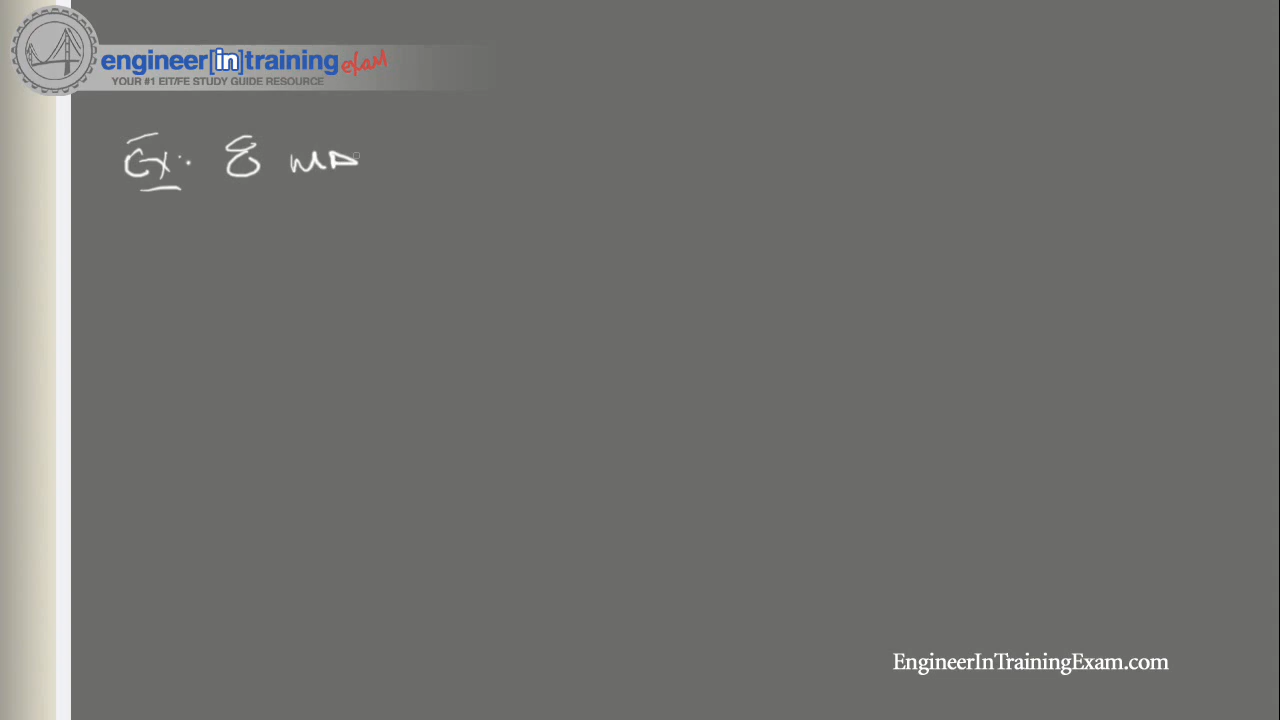 engineer[in]training exam
YOUR #1 EIT/FE STUDY GUIDE RESOURCE
Ex: 8
EngineerInTrainingExam.com